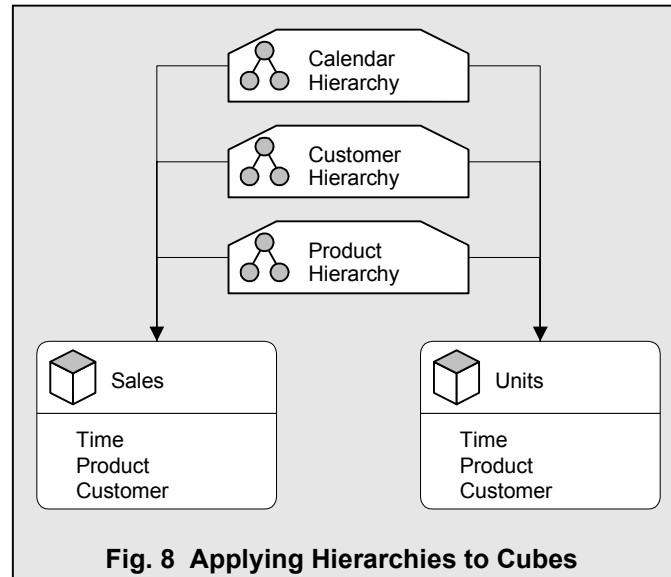 Calendar
Hierarchy
Customer
Hierarchy
Product
Hierarchy
Sales
Time
Product
Customer
Units
Time
Product
Customer
Fig. 8 Applying Hierarchies to Cubes